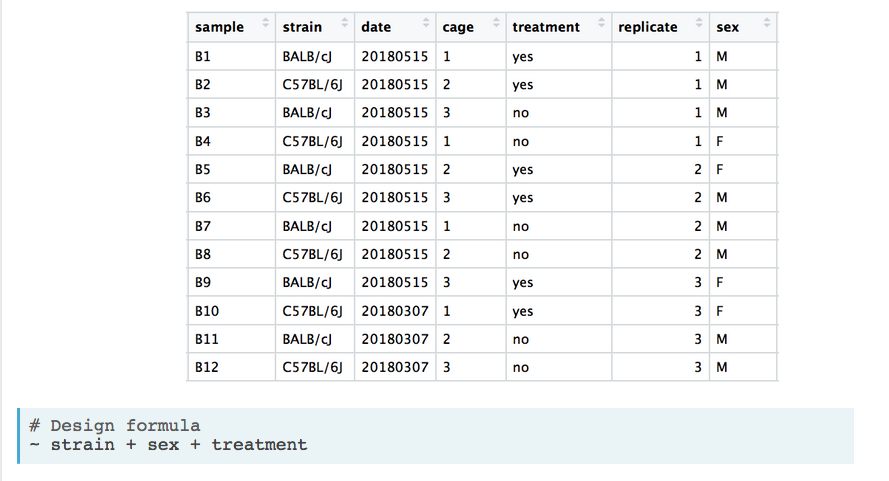 sample strain date cage treatment replicate sex
B1 BALB/cJ 20180515 1 yes 1 M
B2 C57BL/6J 20180515 2 yes 1 M
B3 BALB/cJ 20180515 3 no 1 M
B4 C57BL/6J 20180515 1 no 1 F
B5 BALB/cJ 20180515 2 yes 2 F
B6 C57BL/6J 20180515 3 yes 2 M
B7 BALB/cJ 20180515 1 no 2 M
B8 C57BL/6J 20180515 2 no 2 M
B9 BALB/cJ 20180515 3 yes 3 F
B10 C57BL/6J 20180307 1 yes 3 F
B11 BALB/cJ 20180307 2 no 3 M
B12 C57BL/6J 20180307 3 no 3 M
# Design formula
~ strain + sex + treatment